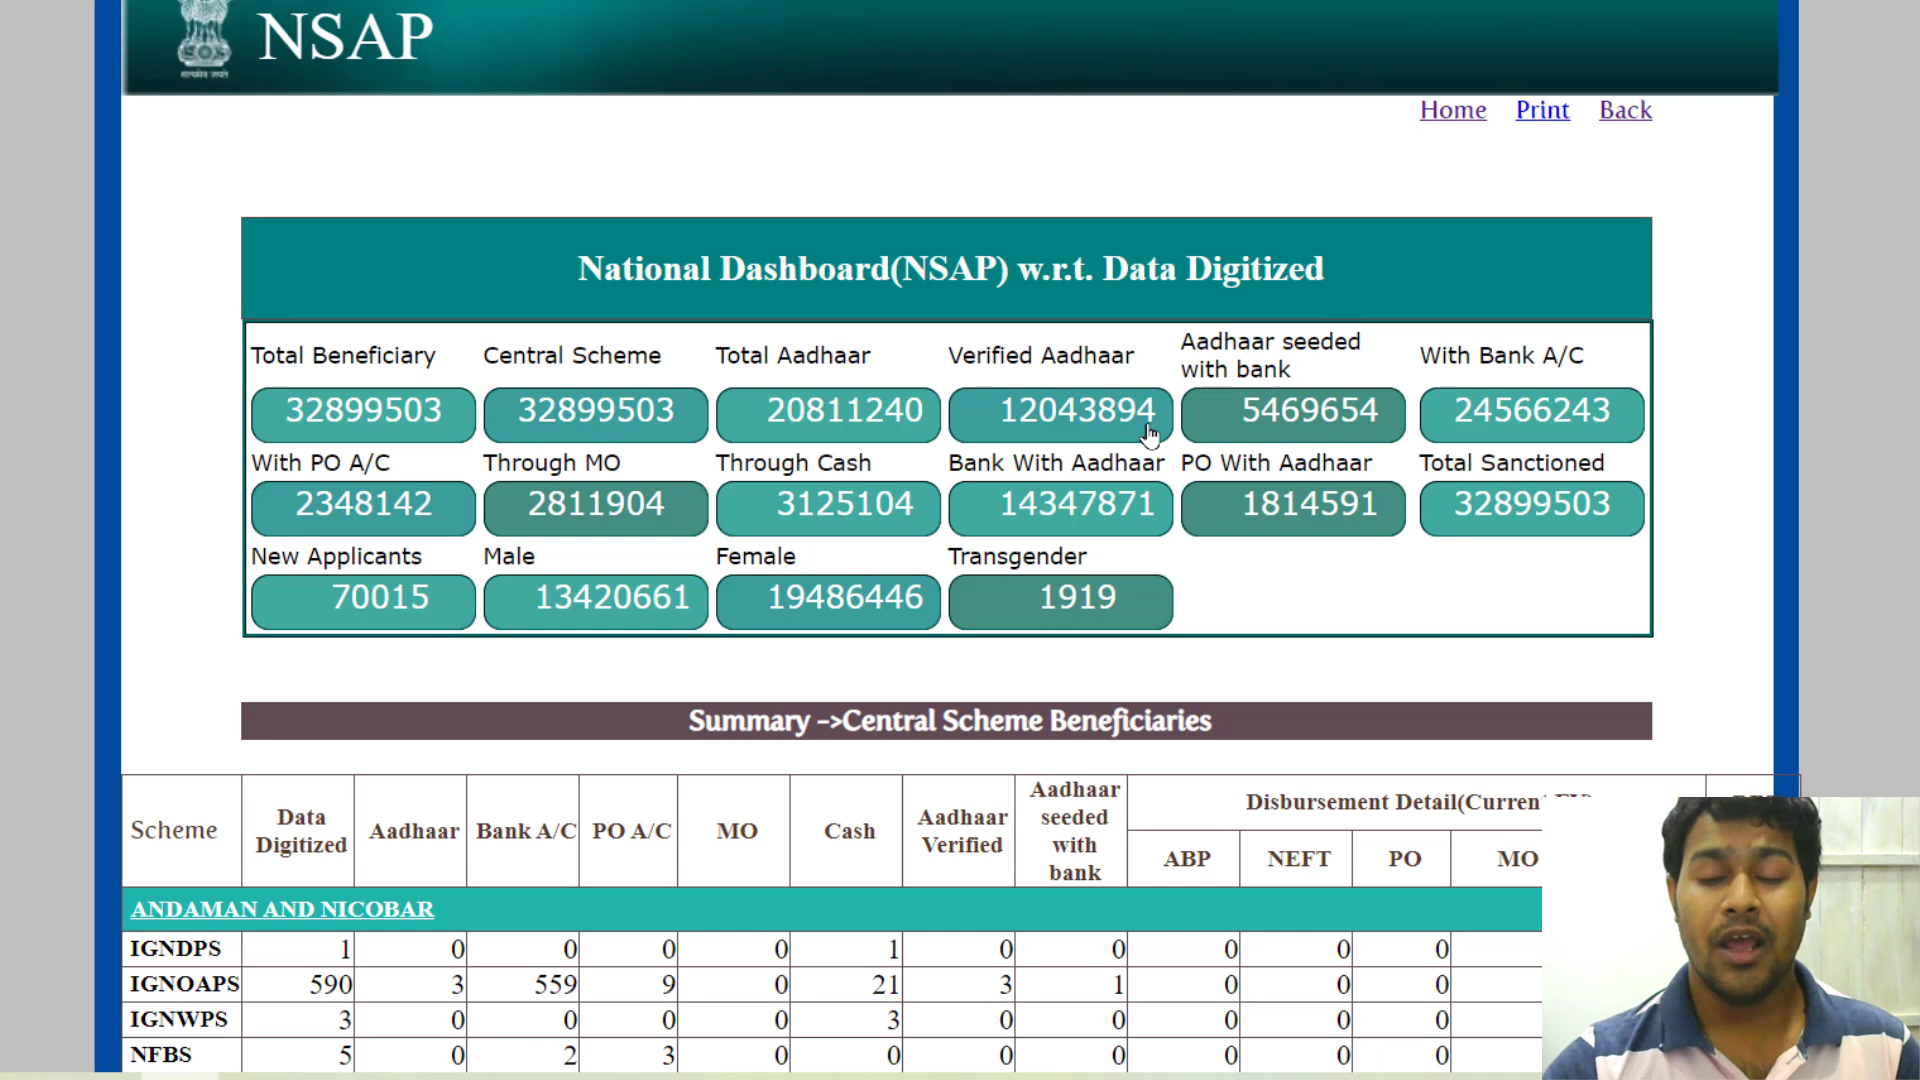 NSAP
सत्यमेव जयते
Home Print Back
National Dashboard(NSAP) w.r.t. Data Digitized
Total Beneficiary Central Scheme Total Aadhaar Verified Aadhaar Aadhaar seeded with bank With Bank A/C
32899503 32899503 20811240 12043894 5469654 24566243
With PO A/C Through MO Through Cash Bank With Aadhaar PO With Aadhaar Total Sanctioned
2348142 2811904 3125104 14347871 1814591 32899503
New Applicants Male Female Transgender
70015 13420661 19486446 1919
Summary ->Central Scheme Beneficiaries
Scheme Data Digitized Aadhaar Bank A/C PO A/C MO Cash Aadhaar Verified Aadhaar seeded with bank Disbursement Detail(Current
ABP NEFT PO MO
ANDAMAN AND NICOBAR
IGNDPS 1 0 0 0 0 1 0 0 0 0 0
IGNOAPS 590 3 559 9 0 21 3 1 0 0 0
IGNWPS 3 0 0 0 0 3 0 0 0 0 0
NFBS 5 0 2 3 0 0 0 0 0 0 0